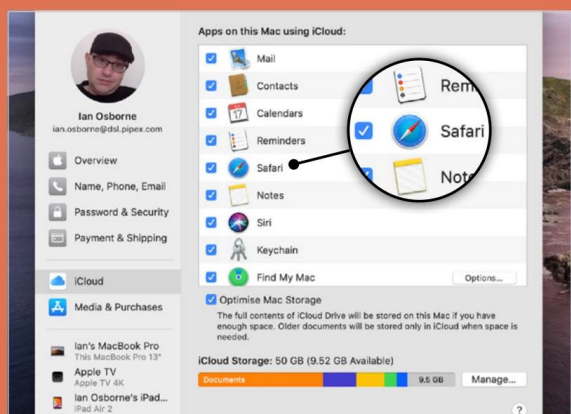 Apps on this Mac using iCloud:
Mail
Contacts
17
Calendars
Reminders
Safari
Notes
Siri
Keychain
Find My Mac
Options...
Rem
Safari
Note
Ian Osborne
ian.osborne@dsl.pipex.com
Overview
Name, Phone, Email
Password & Security
Payment & Shipping
iCloud
Media & Purchases
Ian's MacBook Pro
This MacBook Pro 13"
Apple TV
Apple TV 4K
Ian Osborne's iPad...
iPad Air 2
Optimise Mac Storage
The full contents of iCloud Drive will be stored on this Mac if you have
enough space. Older documents will be stored only in iCloud when space is
needed.
iCloud Storage: 50 GB (9.52 GB Available)
Documents
9.5 GB
Manage...
?